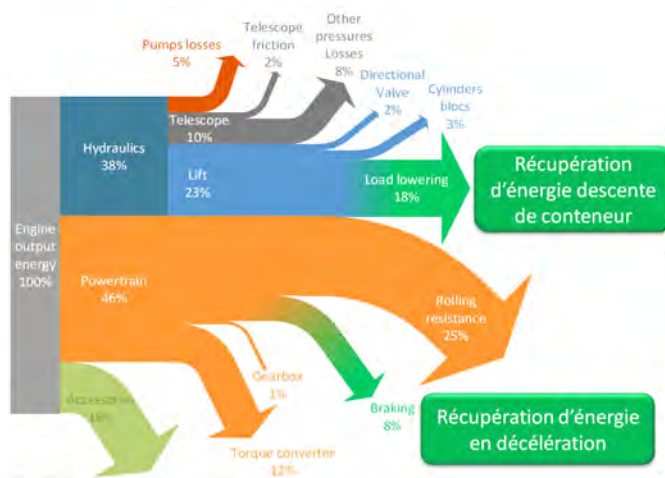 Pumps losses
5%
Telescope
friction
2%
Other
pressures
Losses
8%
Directional
Valve
2%
Cylinders
blocs
3%
Telescope
10%
Hydraulics
38%
Lift
23%
Load lowering
18%
Récupération
d'énergie descente
de conteneur
Engine
output
energy
100%
Powertrain
46%
Rolling
resistance
25%
Gearbox
1%
Accessories
16%
Braking
8%
Torque converter
12%
Récupération d'énergie
en décélération